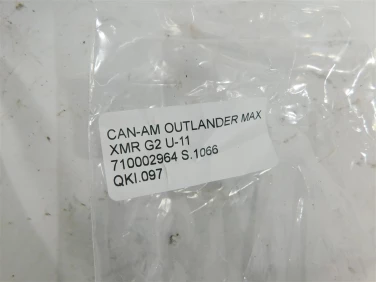 CAN-AM OUTLANDER MAX
XMR G2 U-11
710002964 S.1066
QKI.097